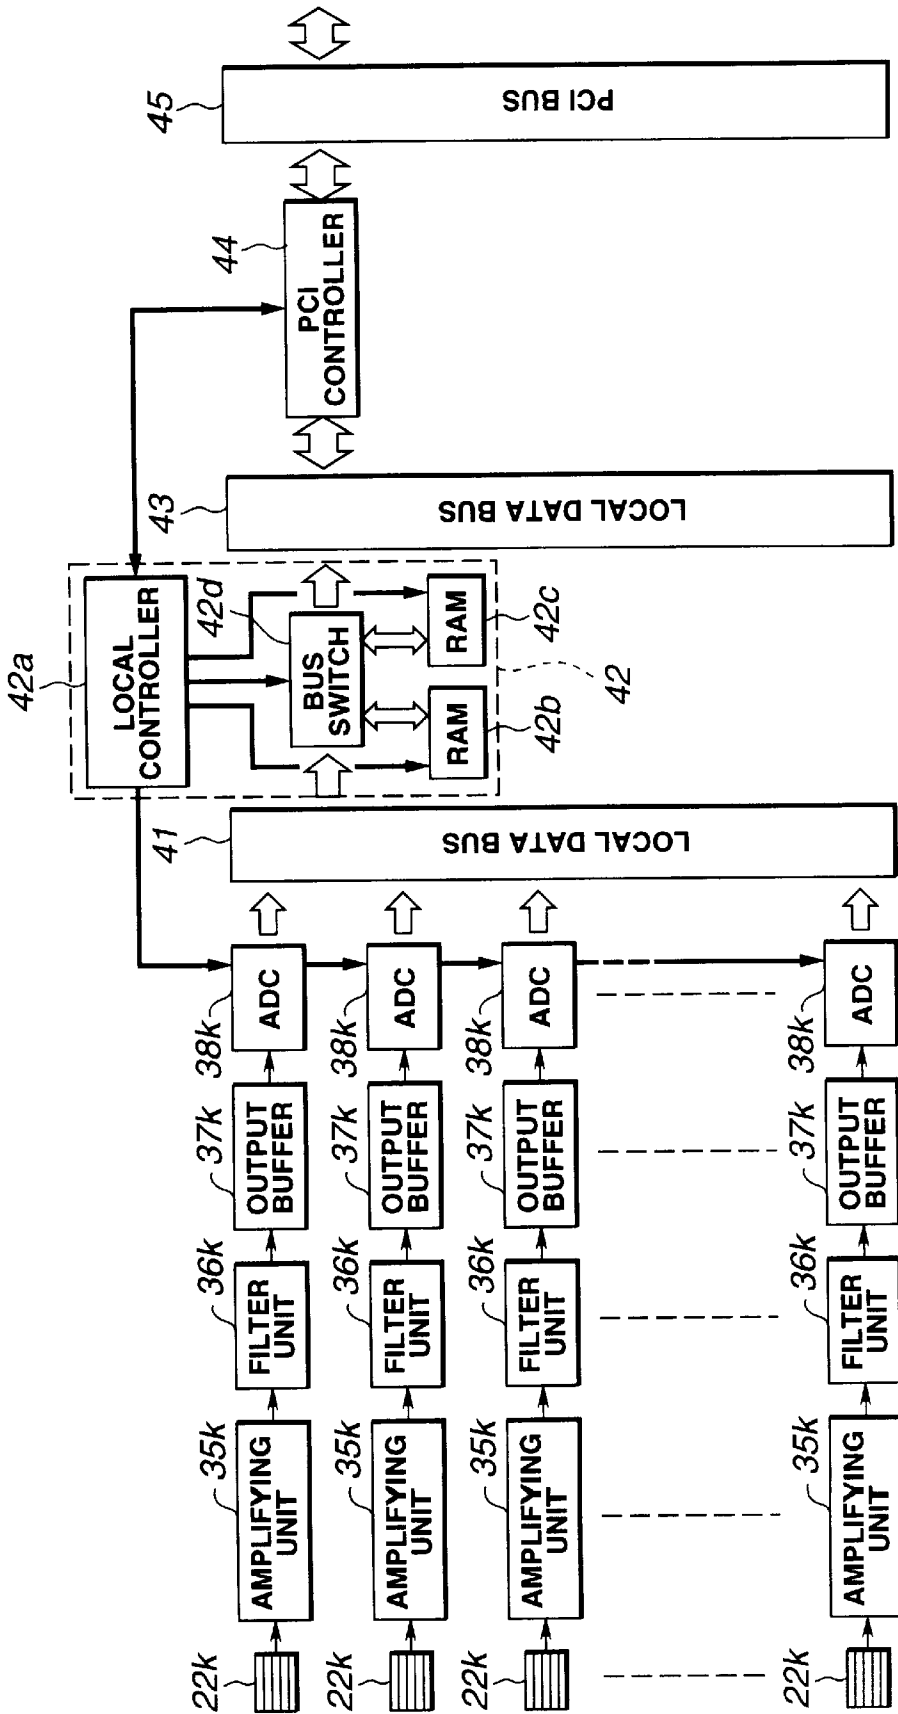 42a
LOCAL
CONTROLLER
41
43
44
45
42d
BUS
SWITCH
RAM
RAM
42b
42c
42
LOCAL DATA BUS
LOCAL DATA BUS
PCI
CONTROLLER
PCI BUS
22k
35k
AMPLIFYING
UNIT
36k
FILTER
UNIT
37k
OUTPUT
BUFFER
38k
ADC
22k
35k
AMPLIFYING
UNIT
36k
FILTER
UNIT
37k
OUTPUT
BUFFER
38k
ADC
22k
35k
AMPLIFYING
UNIT
36k
FILTER
UNIT
37k
OUTPUT
BUFFER
38k
ADC
22k
35k
AMPLIFYING
UNIT
36k
FILTER
UNIT
37k
OUTPUT
BUFFER
38k
ADC